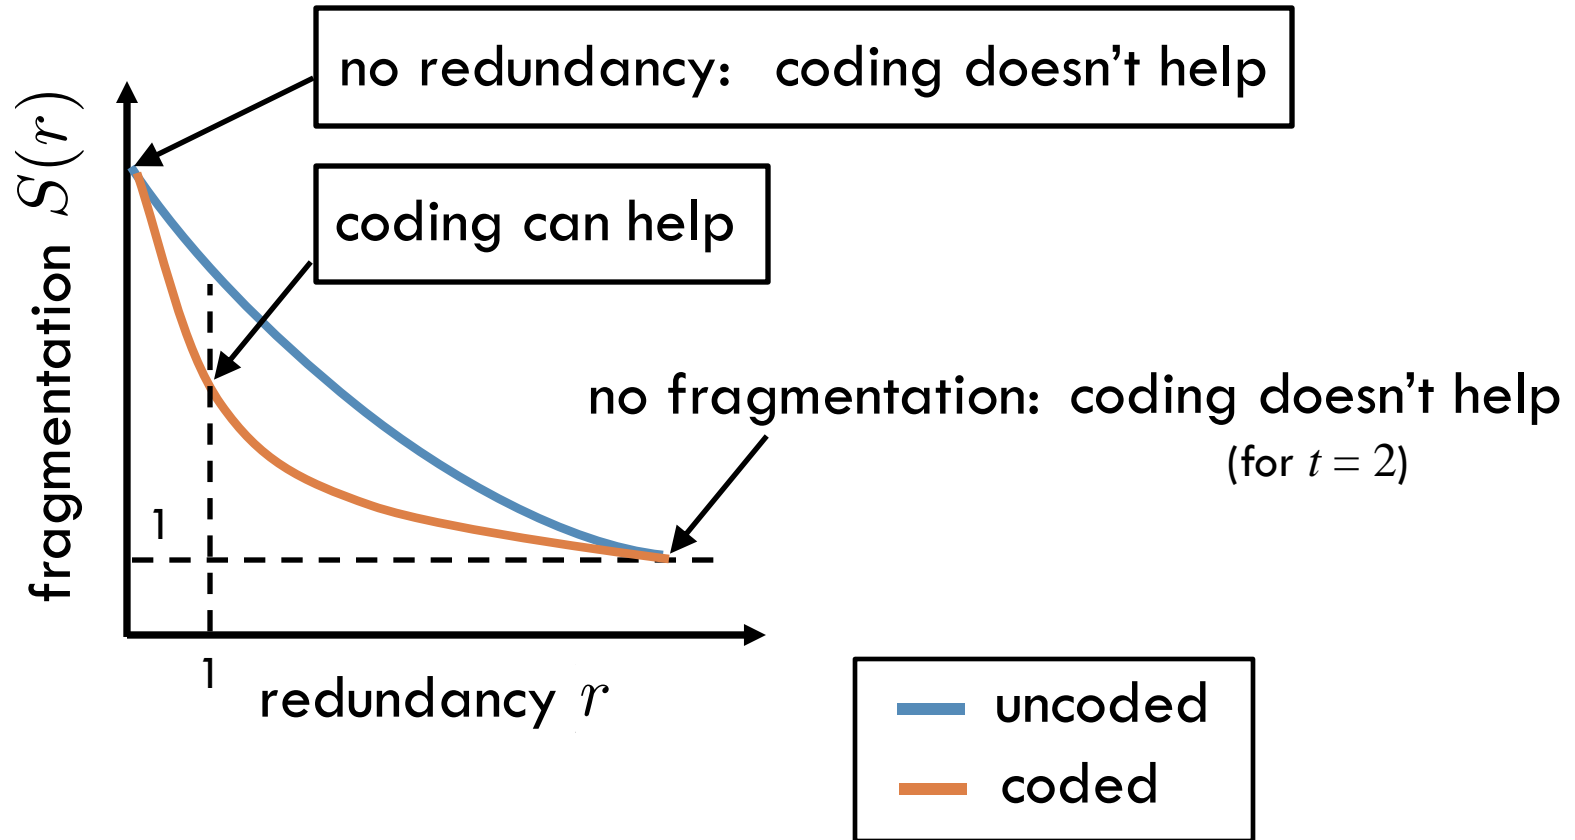 no redundancy: coding doesn't help
fragmentation S(r)
coding can help
no fragmentation: coding doesn't help
(for t = 2)
1
1
redundancy r
uncoded
coded